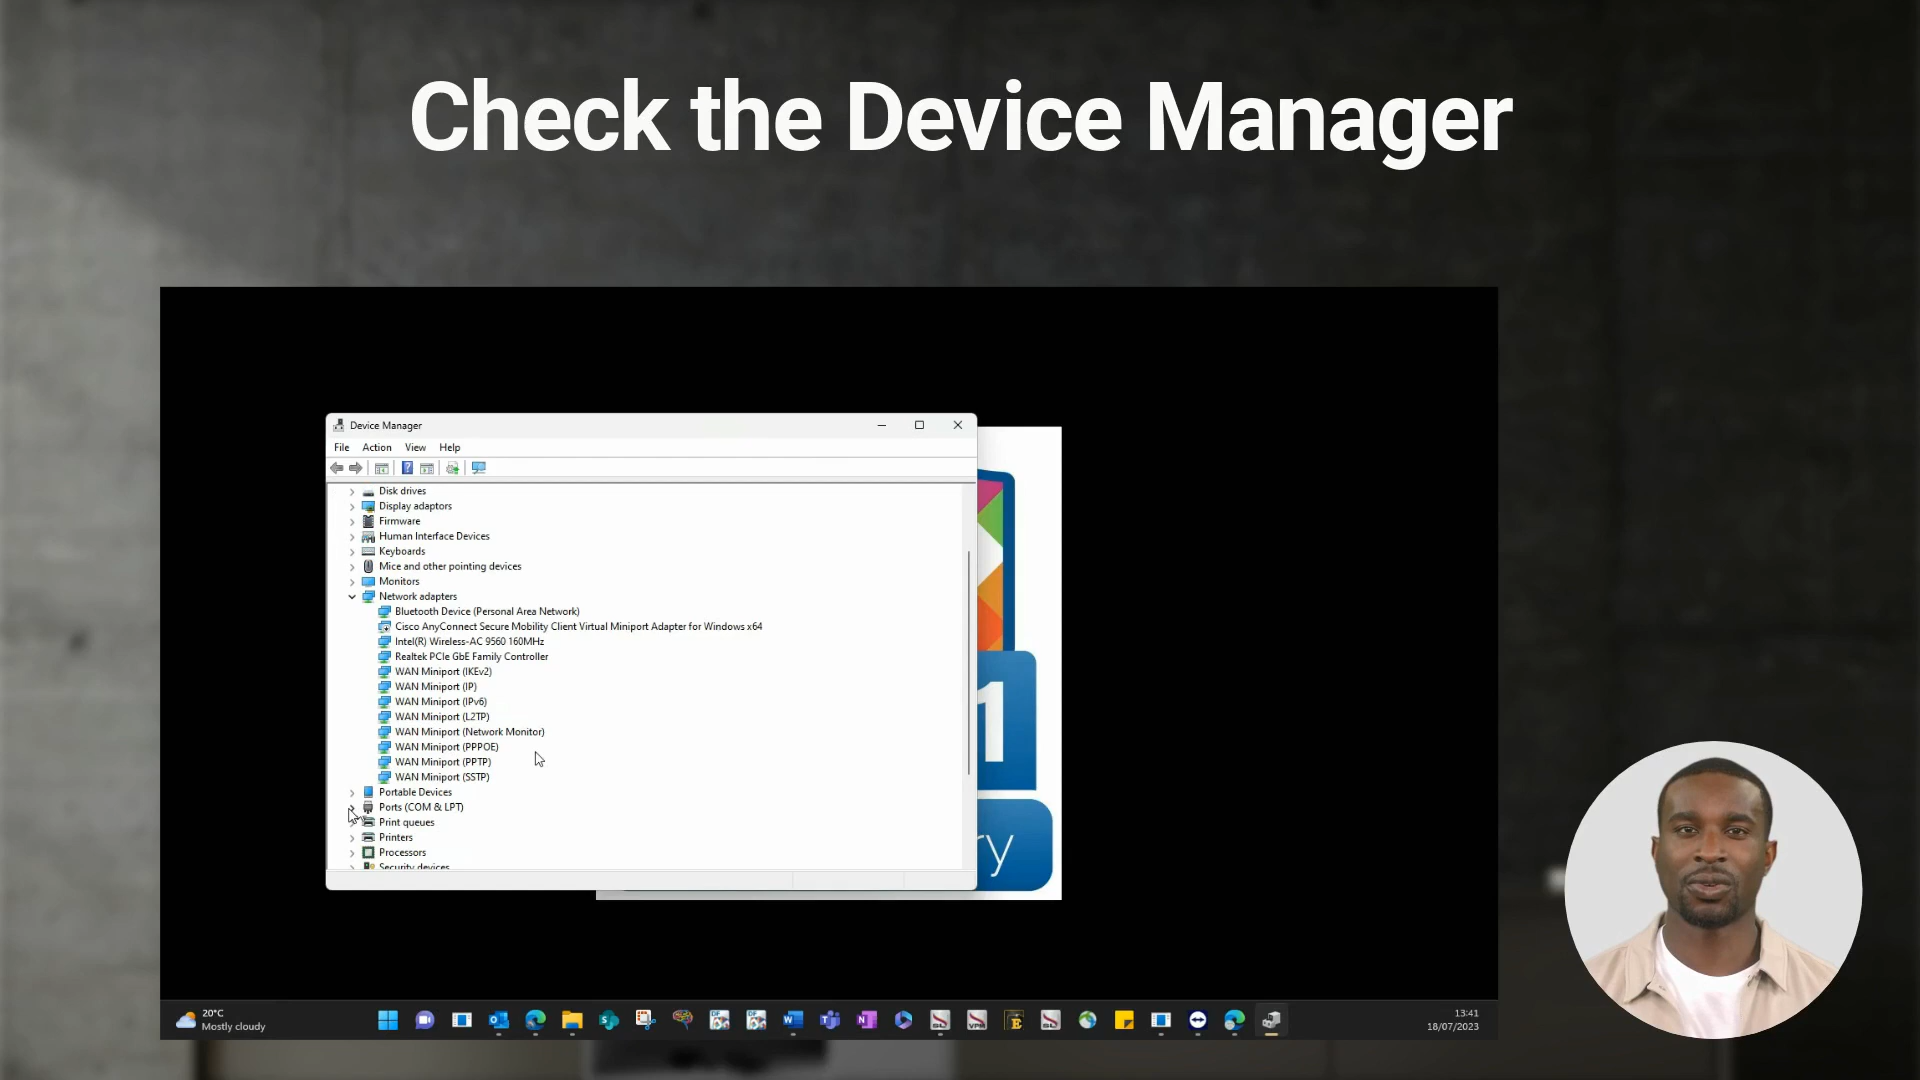 Check the Device Manager
Device Manager
File Action View Help
Disk drives
Display adaptors
Firmware
Human Interface Devices
Keyboards
Mice and other pointing devices
Monitors
Network adapters
Bluetooth Device (Personal Area Network)
Cisco AnyConnect Secure Mobility Client Virtual Miniport Adapter for Windows x64
Intel(R) Wireless-AC 9560 160MHz
Realtek PCIe GbE Family Controller
WAN Miniport (IKEv2)
WAN Miniport (IP)
WAN Miniport (IPv6)
WAN Miniport (L2TP)
WAN Miniport (Network Monitor)
WAN Miniport (PPPOE)
WAN Miniport (PPTP)
WAN Miniport (SSTP)
Portable Devices
Ports (COM & LPT)
Print queues
Printers
Processors
Security devices
1
ry
20°C
Mostly cloudy
13:41
18/07/2023